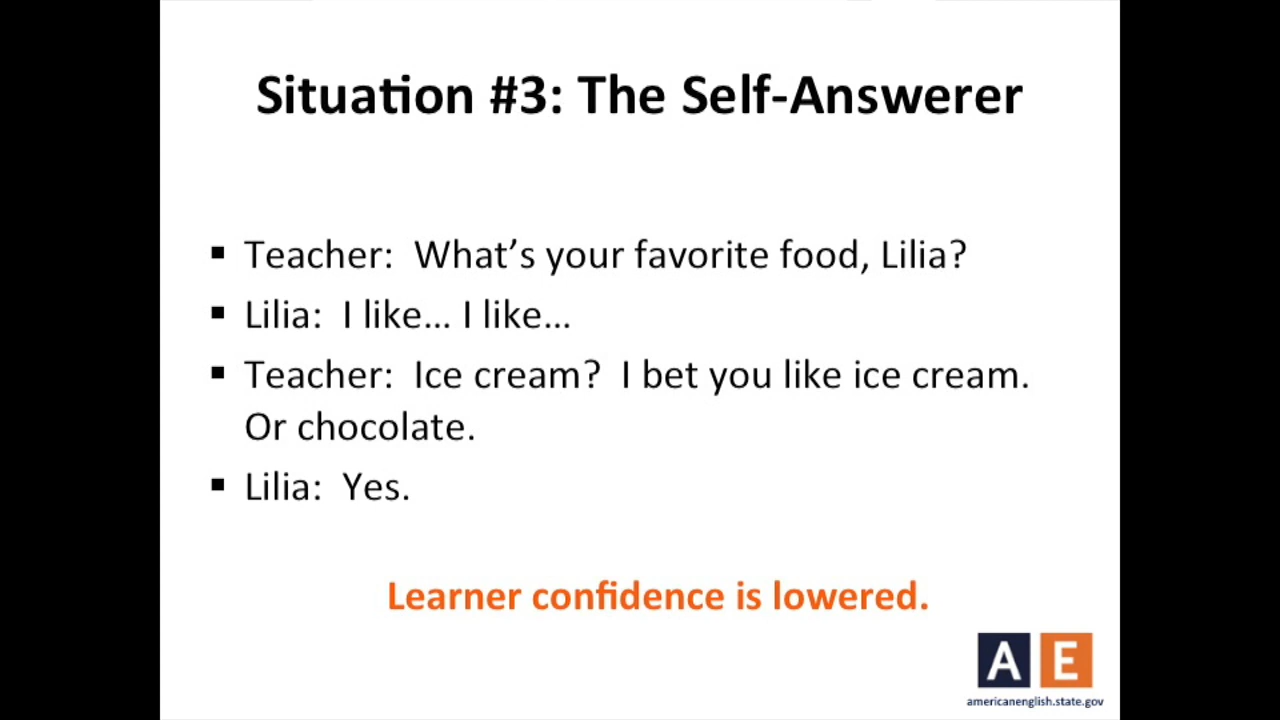 Situation #3: The Self-Answerer
▪ Teacher:  What’s your favorite food, Lilia?
▪ Lilia:  I like… I like…
▪ Teacher:  Ice cream?  I bet you like ice cream.
Or chocolate.
▪ Lilia:  Yes.
Learner confidence is lowered.
A E
americanenglish.state.gov